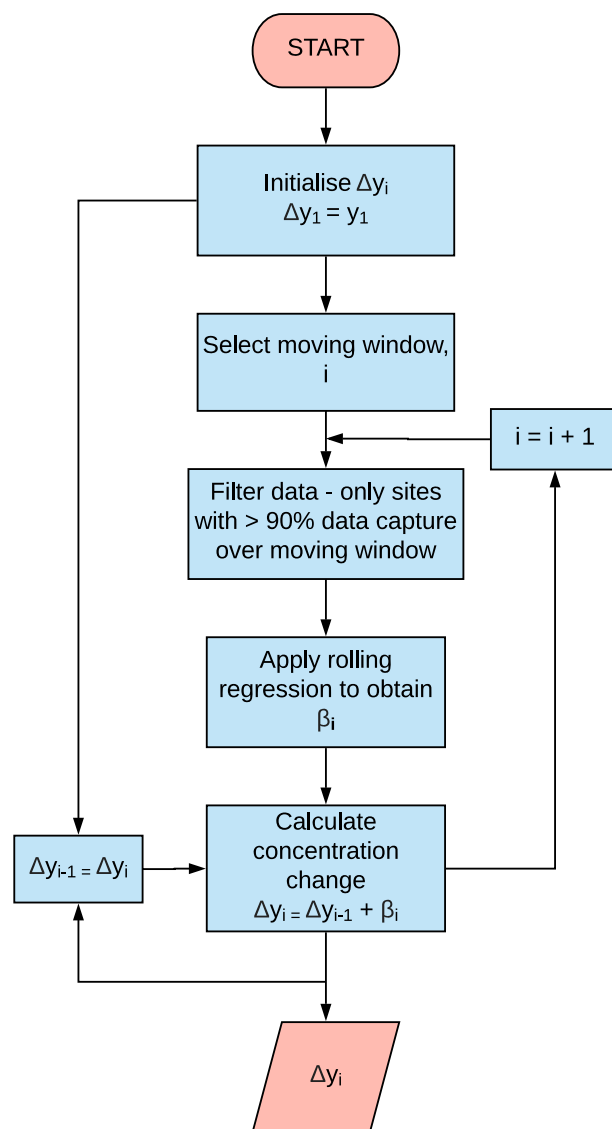 START
Initialise Δyᵢ
Δy₁ = y₁
Select moving window,
i
i = i + 1
Filter data - only sites
with > 90% data capture
over moving window
Apply rolling
regression to obtain
βᵢ
Calculate
concentration
change
Δyᵢ = Δyᵢ₋₁ + βᵢ
Δyᵢ₋₁ = Δyᵢ
Δyᵢ